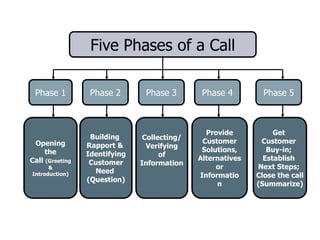 Five Phases of a Call
Phase 1
Phase 2
Phase 3
Phase 4
Phase 5
Opening
the
Call (Greeting
&
Introduction)
Building
Rapport &
Identifying
Customer
Need
(Question)
Collecting/
Verifying
of
Information
Provide
Customer
Solutions,
Alternatives
or
Informatio
n
Get
Customer
Buy-in;
Establish
Next Steps;
Close the call
(Summarize)